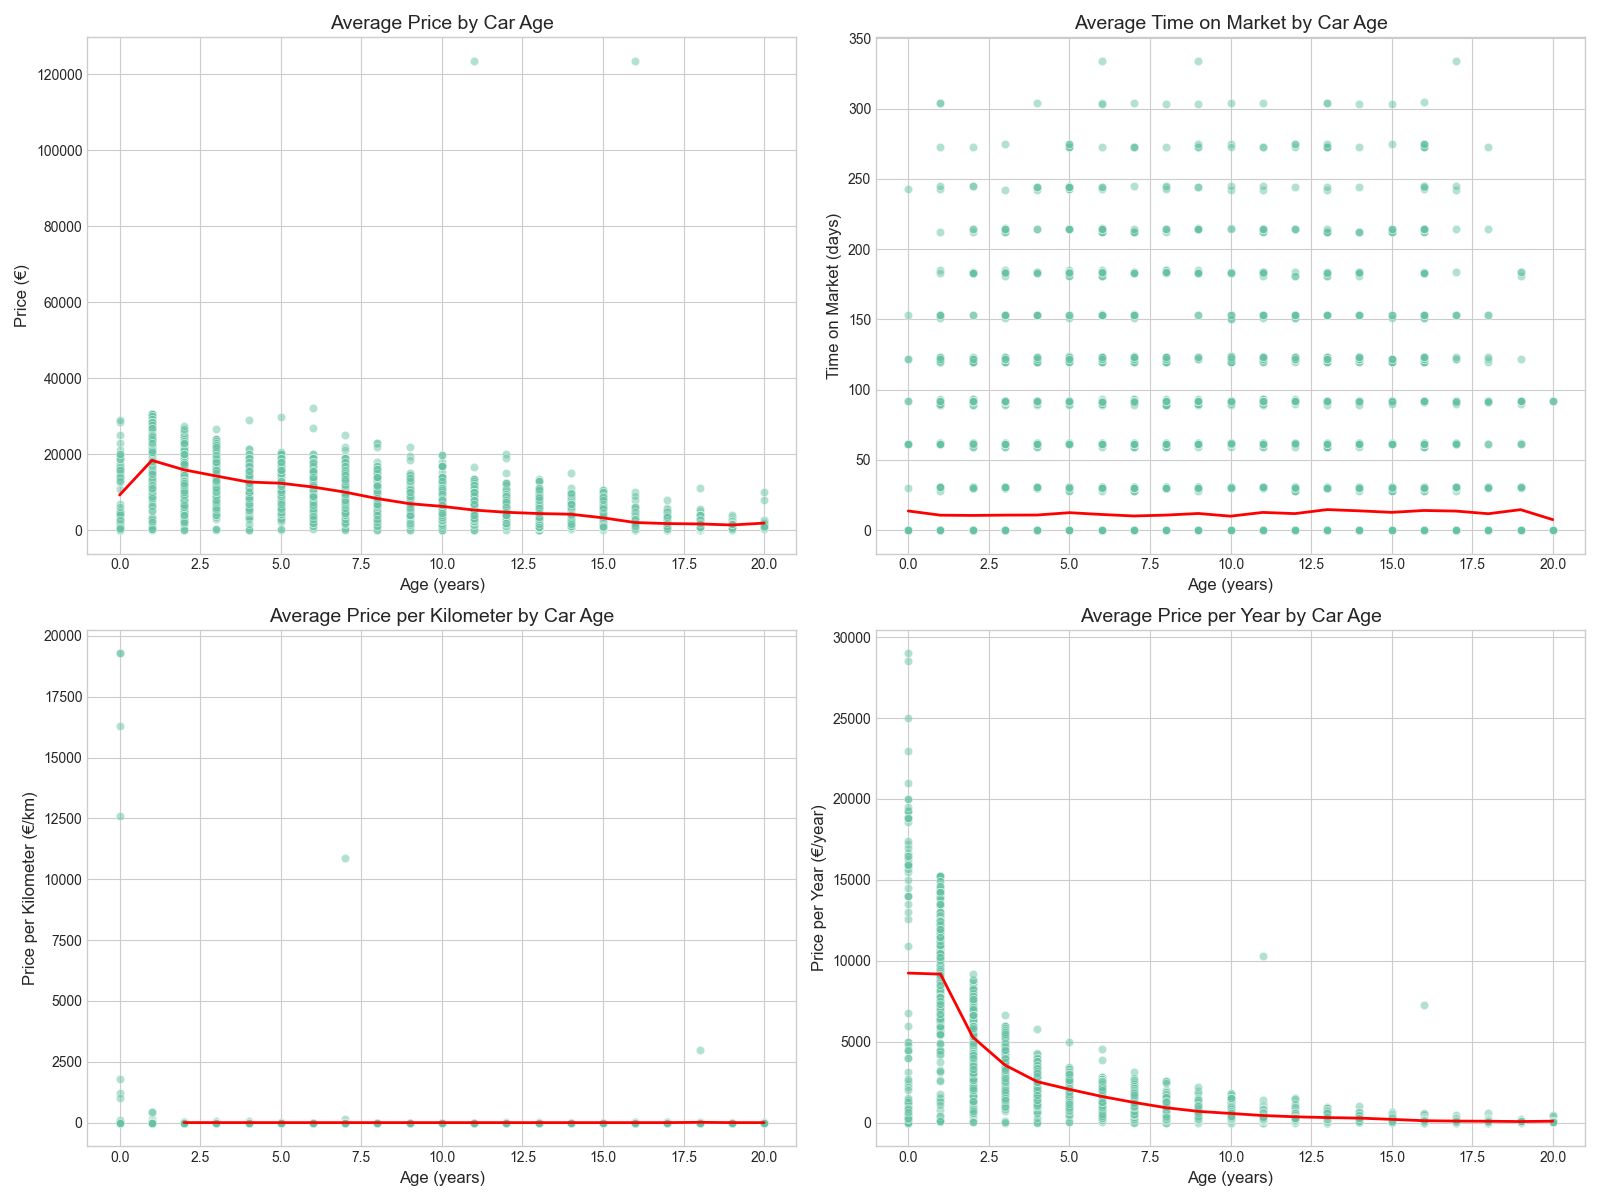 Average Price by Car Age
Price (€)
120000
100000
80000
60000
40000
20000
0
0.0 2.5 5.0 7.5 10.0 12.5 15.0 17.5 20.0
Age (years)
Average Time on Market by Car Age
Time on Market (days)
350
300
250
200
150
100
50
0
0.0 2.5 5.0 7.5 10.0 12.5 15.0 17.5 20.0
Age (years)
Average Price per Kilometer by Car Age
Price per Kilometer (€/km)
20000
17500
15000
12500
10000
7500
5000
2500
0
0.0 2.5 5.0 7.5 10.0 12.5 15.0 17.5 20.0
Age (years)
Average Price per Year by Car Age
Price per Year (€/year)
30000
25000
20000
15000
10000
5000
0
0.0 2.5 5.0 7.5 10.0 12.5 15.0 17.5 20.0
Age (years)